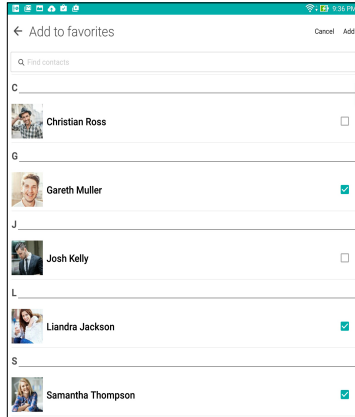 9:36 PM
Add to favorites
Cancel Add
Find contacts
C
Christian Ross
G
Gareth Muller
J
Josh Kelly
L
Liandra Jackson
S
Samantha Thompson